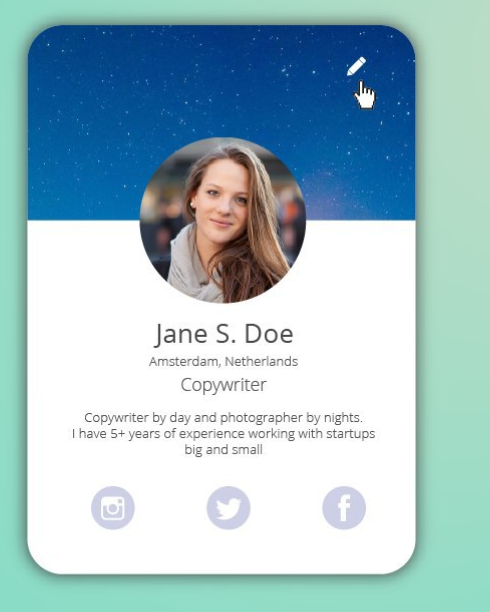 Jane S. Doe
Amsterdam, Netherlands
Copywriter
Copywriter by day and photographer by nights.
I have 5+ years of experience working with startups
big and small